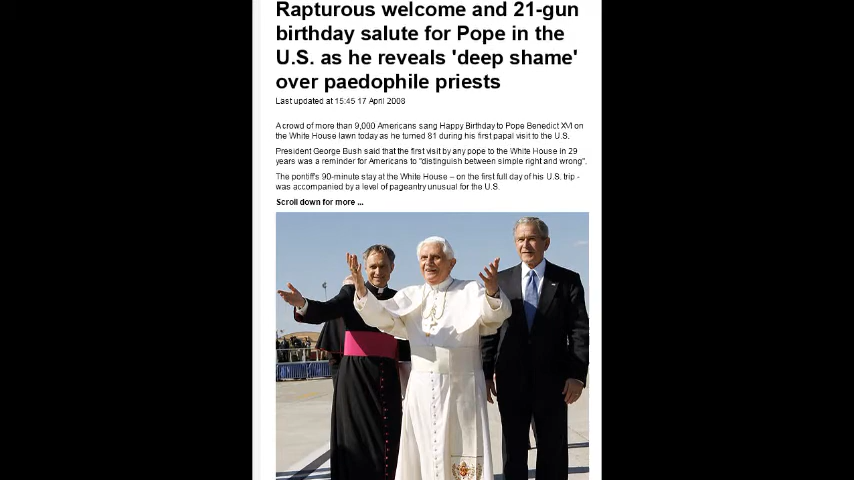 Rapturous welcome and 21-gun
birthday salute for Pope in the
U.S. as he reveals 'deep shame'
over paedophile priests
Last updated at 15:45 17 April 2008
A crowd of more than 9,000 Americans sang Happy Birthday to Pope Benedict XVI on
the White House lawn today as he turned 81 during his first papal visit to the U.S.
President George Bush said that the first visit by any pope to the White House in 29
years was a reminder for Americans to "distinguish between simple right and wrong".
The pontiff's 90-minute stay at the White House – on the first full day of his U.S. trip -
was accompanied by a level of pageantry unusual for the U.S.
Scroll down for more ...